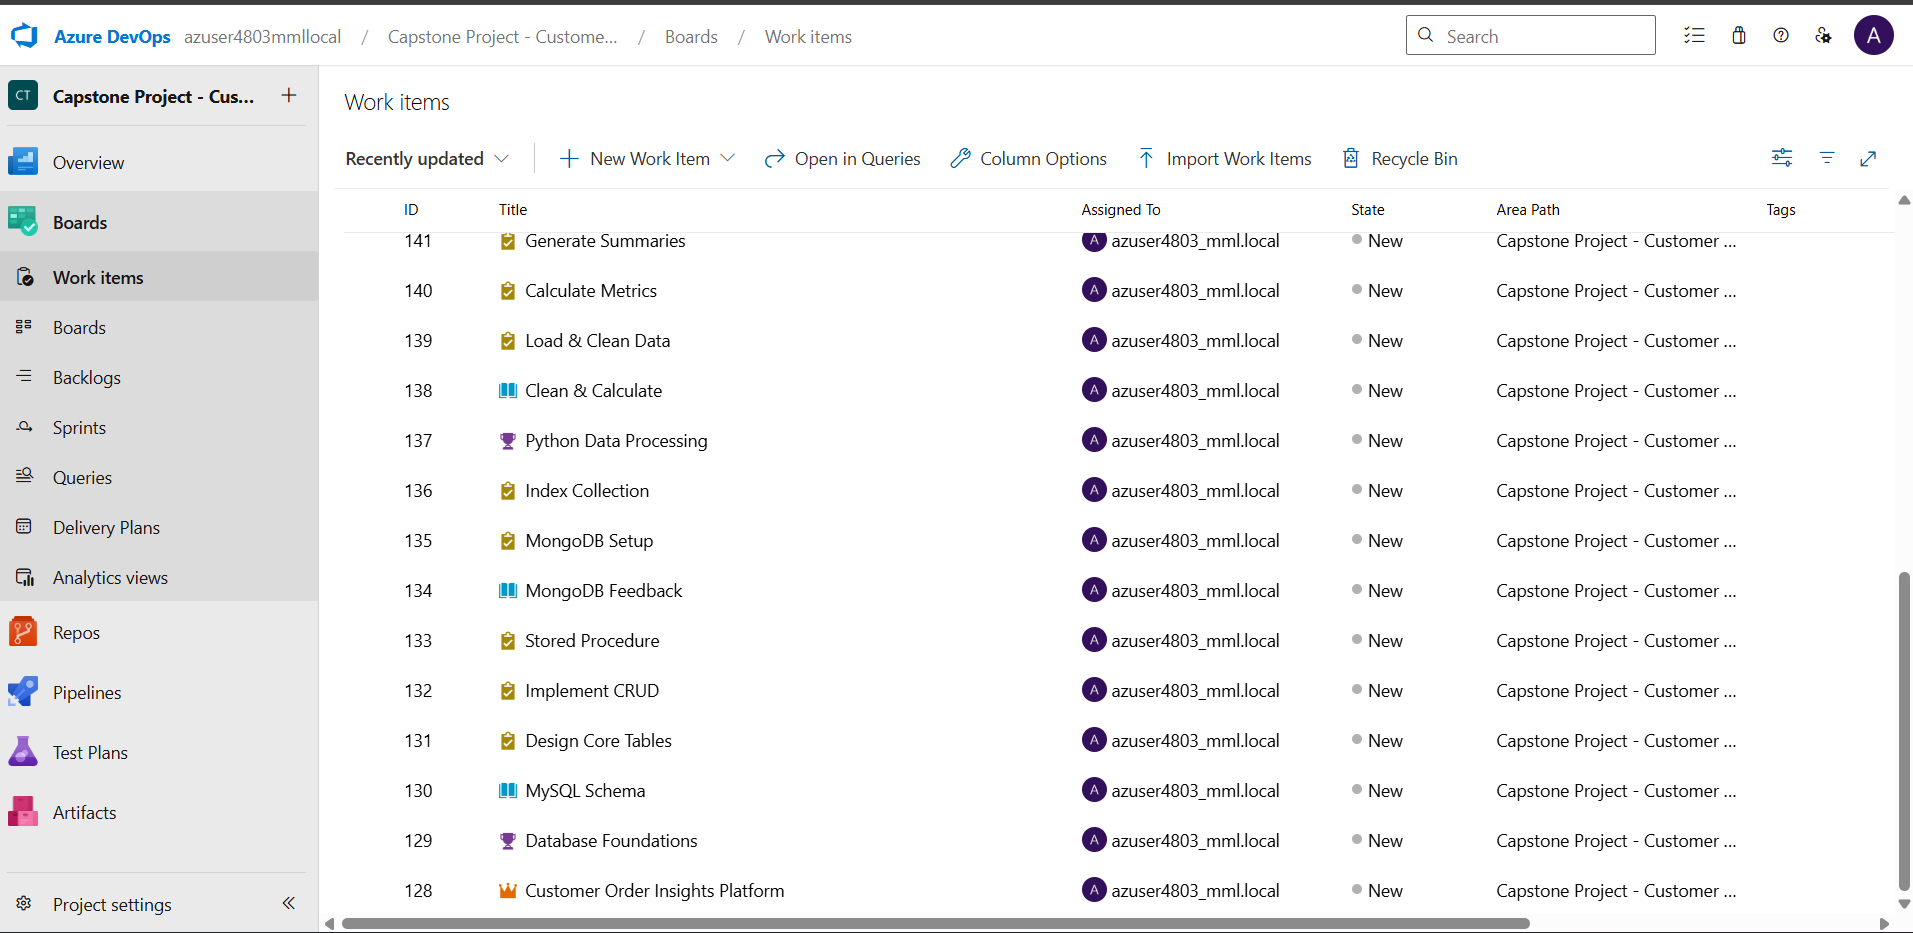 Azure DevOps azuser4803mmllocal / Capstone Project - Custome... / Boards / Work items
Search
A
CT Capstone Project - Cus...
Overview
Boards
Work items
Boards
Backlogs
Sprints
Queries
Delivery Plans
Analytics views
Repos
Pipelines
Test Plans
Artifacts
Project settings
Work items
Recently updated New Work Item Open in Queries Column Options Import Work Items Recycle Bin
ID Title Assigned To State Area Path Tags
141 Generate Summaries A azuser4803_mml.local New Capstone Project - Customer ...
140 Calculate Metrics A azuser4803_mml.local New Capstone Project - Customer ...
139 Load & Clean Data A azuser4803_mml.local New Capstone Project - Customer ...
138 Clean & Calculate A azuser4803_mml.local New Capstone Project - Customer ...
137 Python Data Processing A azuser4803_mml.local New Capstone Project - Customer ...
136 Index Collection A azuser4803_mml.local New Capstone Project - Customer ...
135 MongoDB Setup A azuser4803_mml.local New Capstone Project - Customer ...
134 MongoDB Feedback A azuser4803_mml.local New Capstone Project - Customer ...
133 Stored Procedure A azuser4803_mml.local New Capstone Project - Customer ...
132 Implement CRUD A azuser4803_mml.local New Capstone Project - Customer ...
131 Design Core Tables A azuser4803_mml.local New Capstone Project - Customer ...
130 MySQL Schema A azuser4803_mml.local New Capstone Project - Customer ...
129 Database Foundations A azuser4803_mml.local New Capstone Project - Customer ...
128 Customer Order Insights Platform A azuser4803_mml.local New Capstone Project - Customer ...